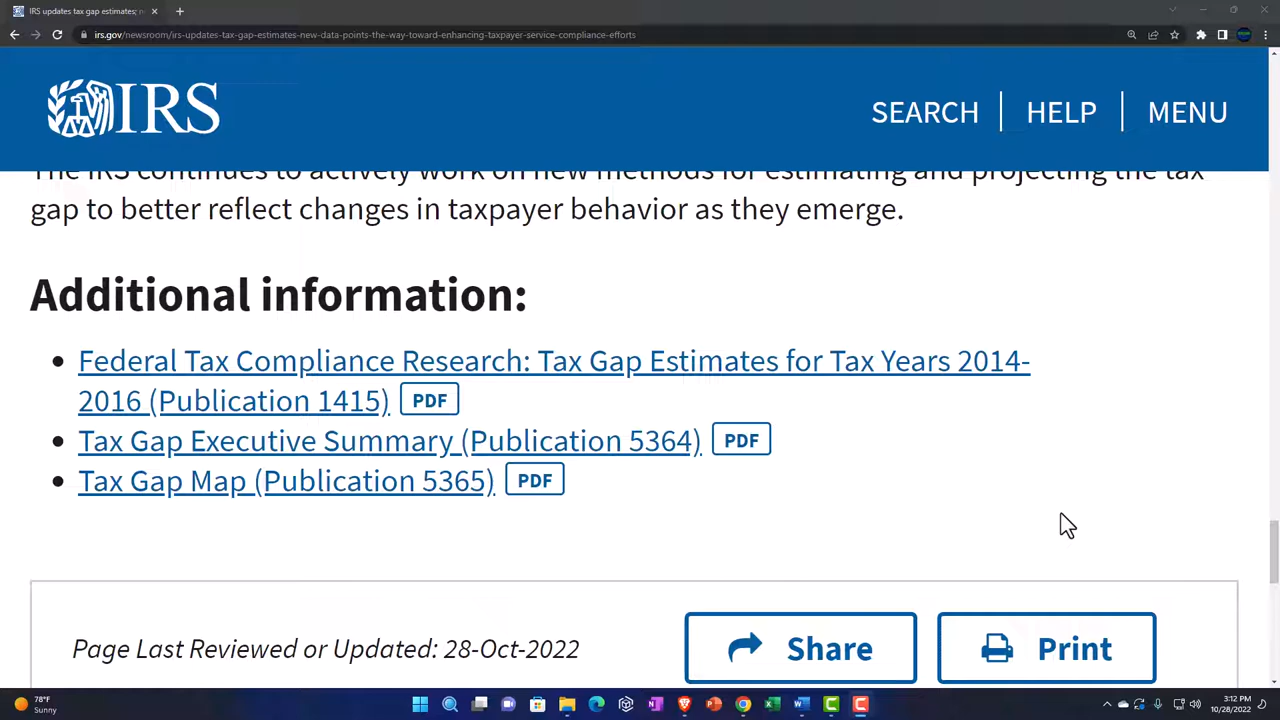 IRS updates tax gap estimates; n
irs.gov/newsroom/irs-updates-tax-gap-estimates-new-data-points-the-way-toward-enhancing-taxpayer-service-compliance-efforts
IRS
SEARCH
HELP
MENU
The IRS continues to actively work on new methods for estimating and projecting the tax
gap to better reflect changes in taxpayer behavior as they emerge.
Additional information:
Federal Tax Compliance Research: Tax Gap Estimates for Tax Years 2014-
2016 (Publication 1415) PDF
Tax Gap Executive Summary (Publication 5364) PDF
Tax Gap Map (Publication 5365) PDF
Page Last Reviewed or Updated: 28-Oct-2022
Share
Print
78°F
Sunny
3:12 PM
10/28/2022